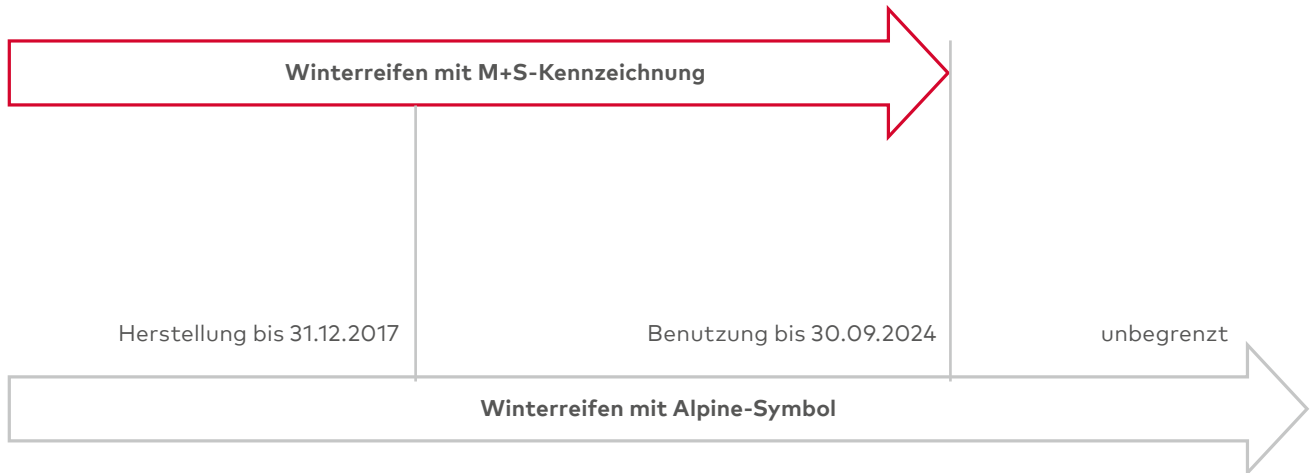 Winterreifen mit M+S-Kennzeichnung
Herstellung bis 31.12.2017
Benutzung bis 30.09.2024
unbegrenzt
Winterreifen mit Alpine-Symbol